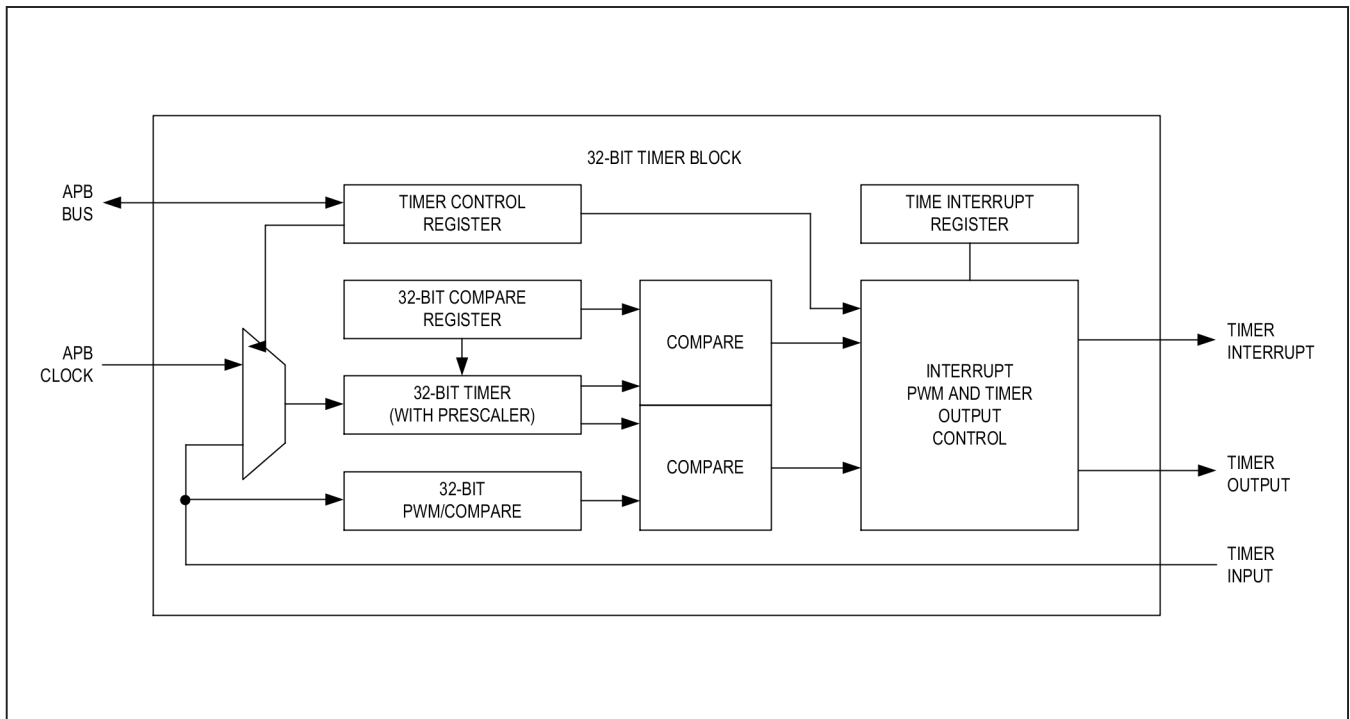 32-BIT TIMER BLOCK
APB
BUS
TIMER CONTROL
REGISTER
TIME INTERRUPT
REGISTER
32-BIT COMPARE
REGISTER
COMPARE
TIMER
INTERRUPT
APB
CLOCK
32-BIT TIMER
(WITH PRESCALER)
INTERRUPT
PWM AND TIMER
OUTPUT
CONTROL
COMPARE
32-BIT
PWM/COMPARE
TIMER
OUTPUT
TIMER
INPUT